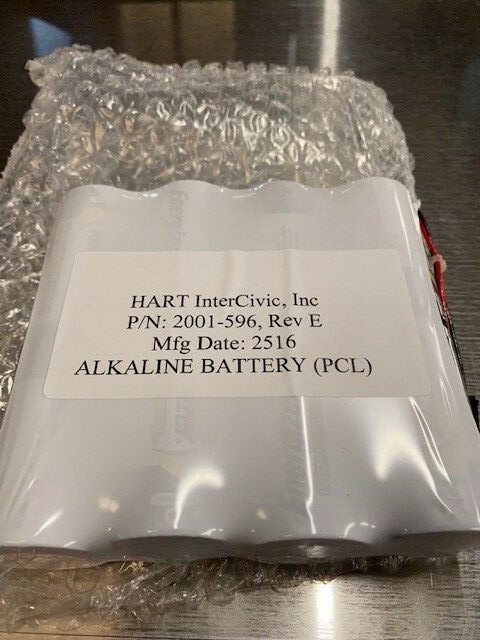 HART InterCivic, Inc
P/N: 2001-596, Rev E
Mfg Date: 2516
ALKALINE BATTERY (PCL)